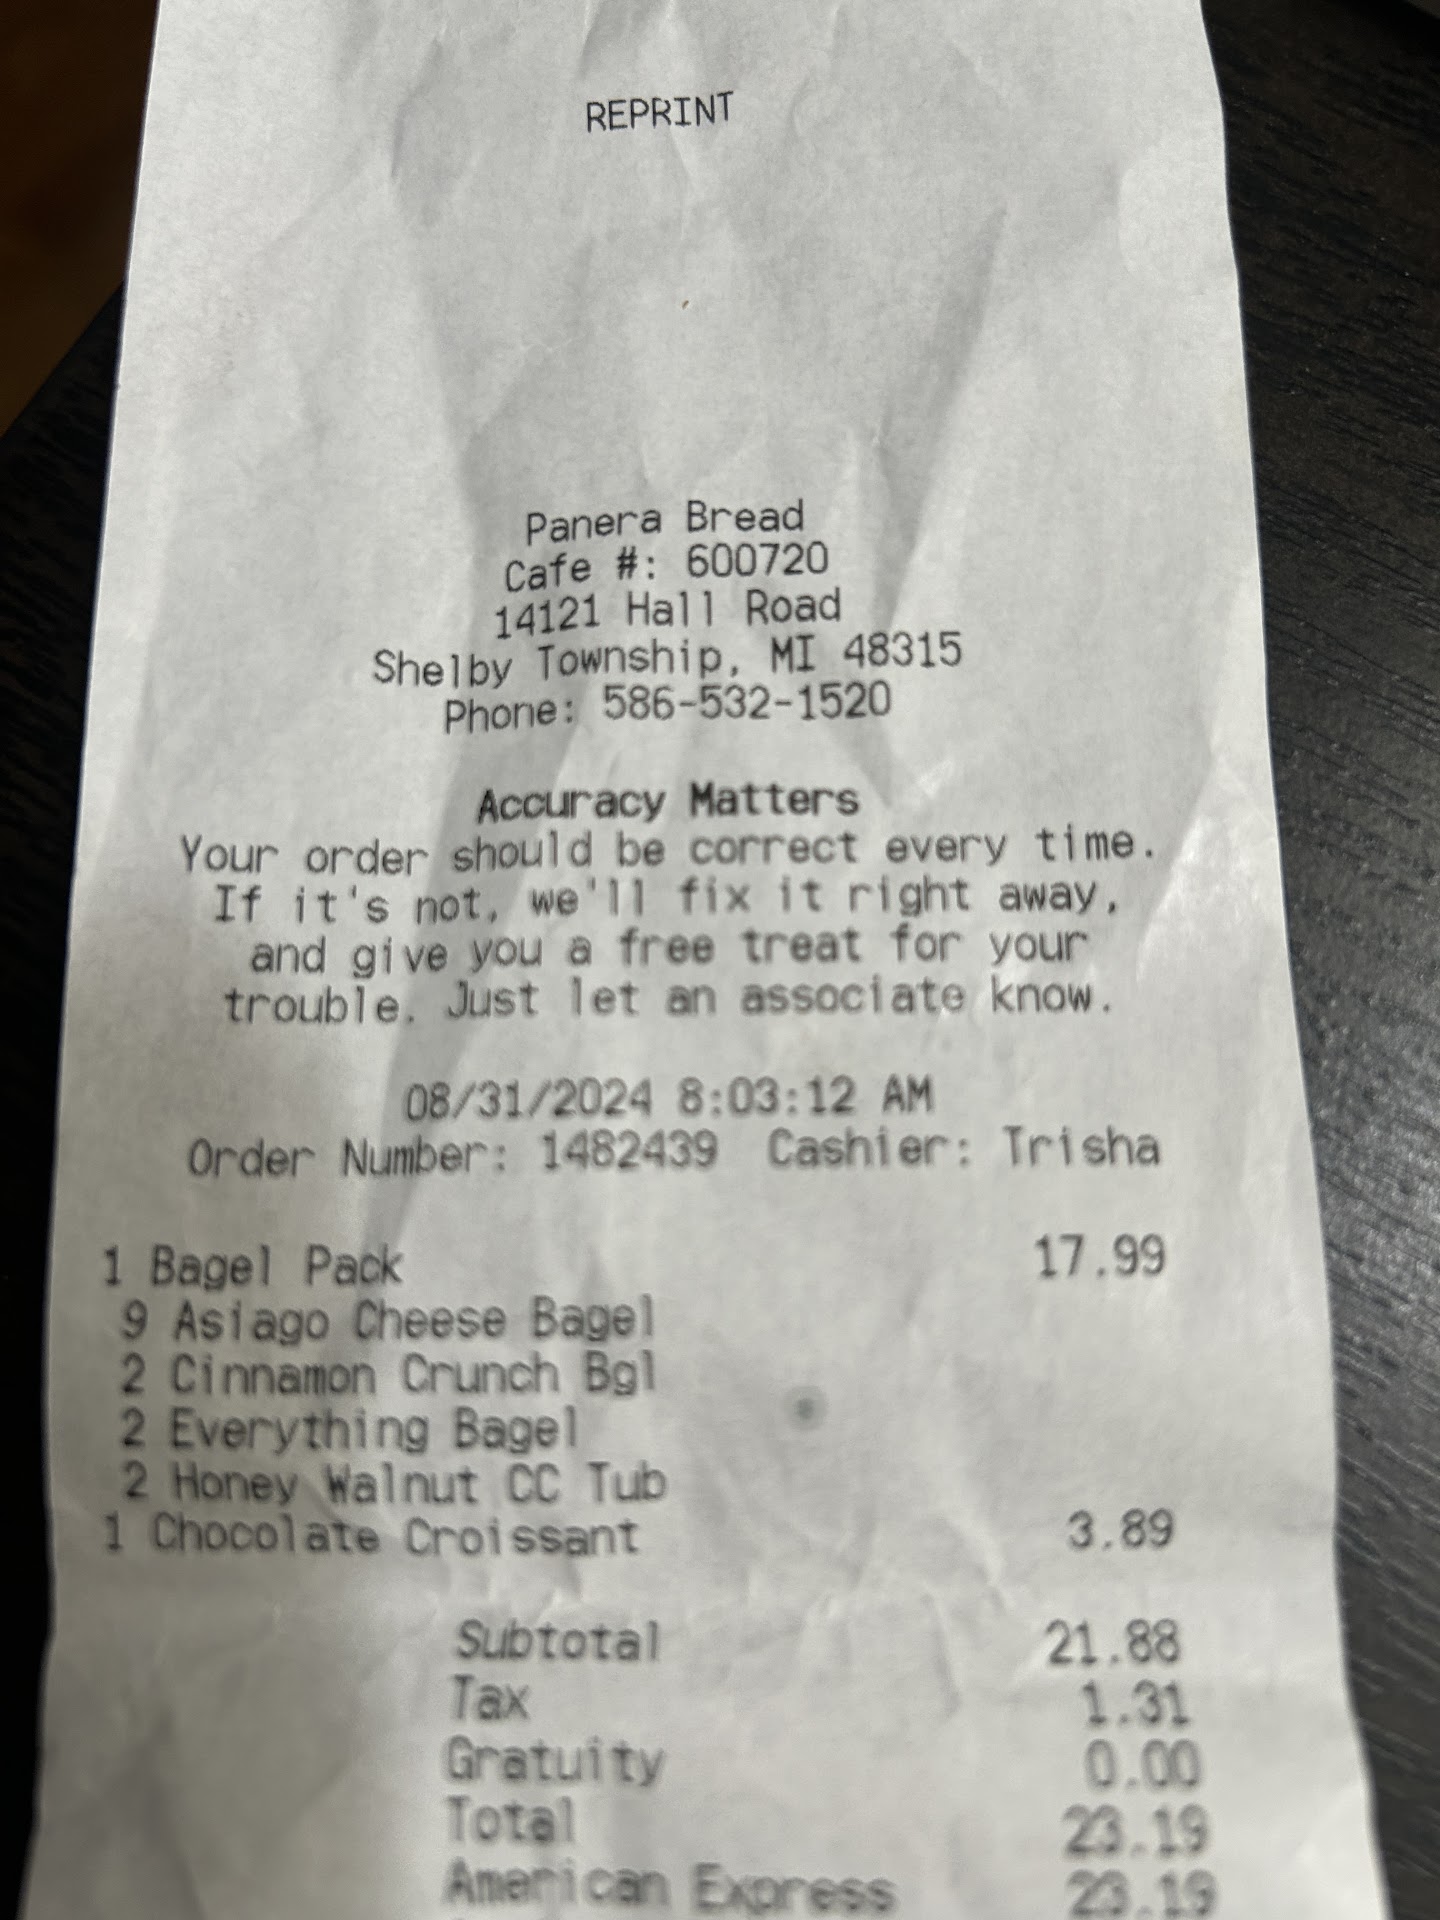 REPRINT
Panera Bread
Cafe #: 600720
14121 Hall Road
Shelby Township, MI 48315
Phone: 586-532-1520
Accuracy Matters
Your order should be correct every time.
If it's not, we'll fix it right away,
and give you a free treat for your
trouble. Just let an associate know.
08/31/2024 8:03:12 AM
Order Number: 1482439 Cashier: Trisha
1 Bagel Pack 17.99
9 Asiago Cheese Bagel
2 Cinnamon Crunch Bgl
2 Everything Bagel
2 Honey Walnut CC Tub
1 Chocolate Croissant 3.89
Subtotal 21.88
Tax 1.31
Gratuity 0.00
Total 23.19
American Express 23.19